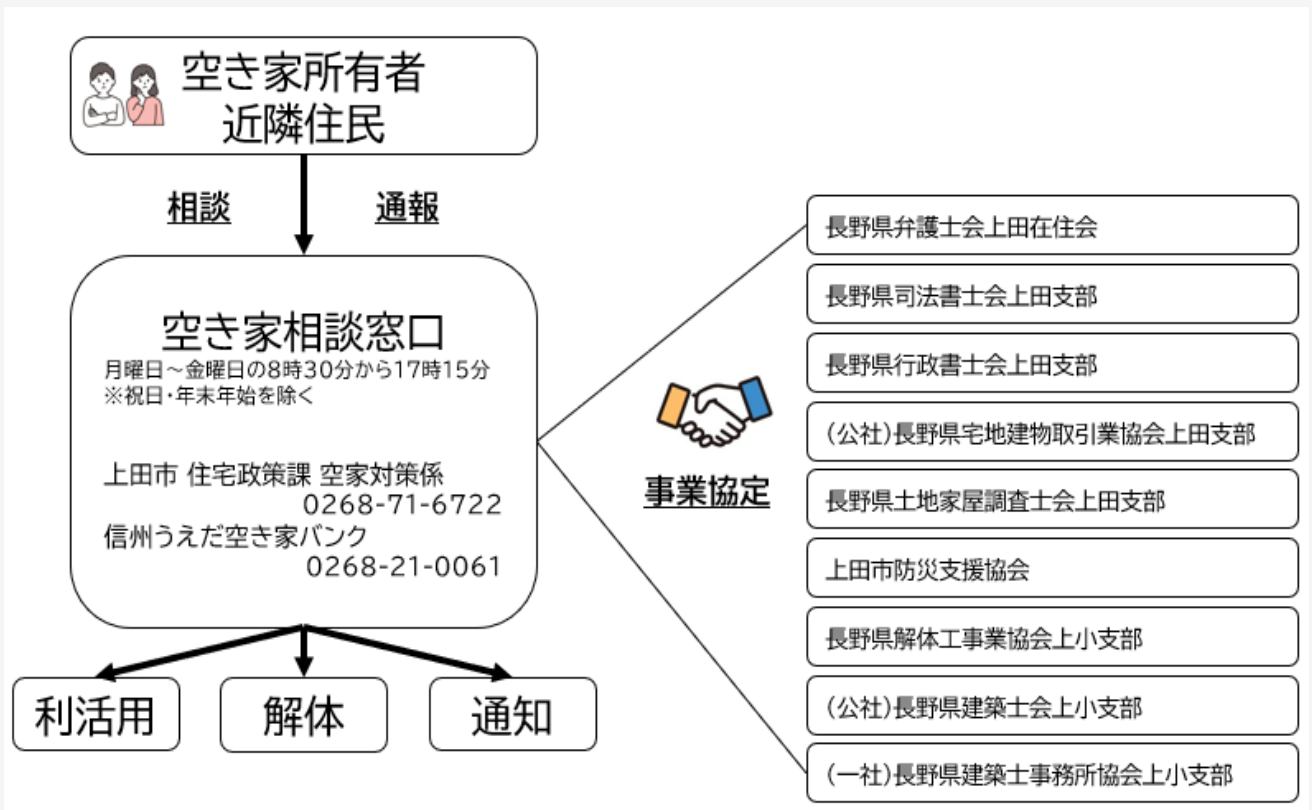 空き家所有者
近隣住民
相談
通報
空き家相談窓口
月曜日～金曜日の8時30分から17時15分
※祝日・年末年始を除く
上田市 住宅政策課 空家対策係
0268-71-6722
信州うえだ空き家バンク
0268-21-0061
利活用
解体
通知
事業協定
長野県弁護士会上田在住会
長野県司法書士会上田支部
長野県行政書士会上田支部
(公社)長野県宅地建物取引業協会上田支部
長野県土地家屋調査士会上田支部
上田市防災支援協会
長野県解体工事業協会上小支部
(公社)長野県建築士会上小支部
(一社)長野県建築士事務所協会上小支部